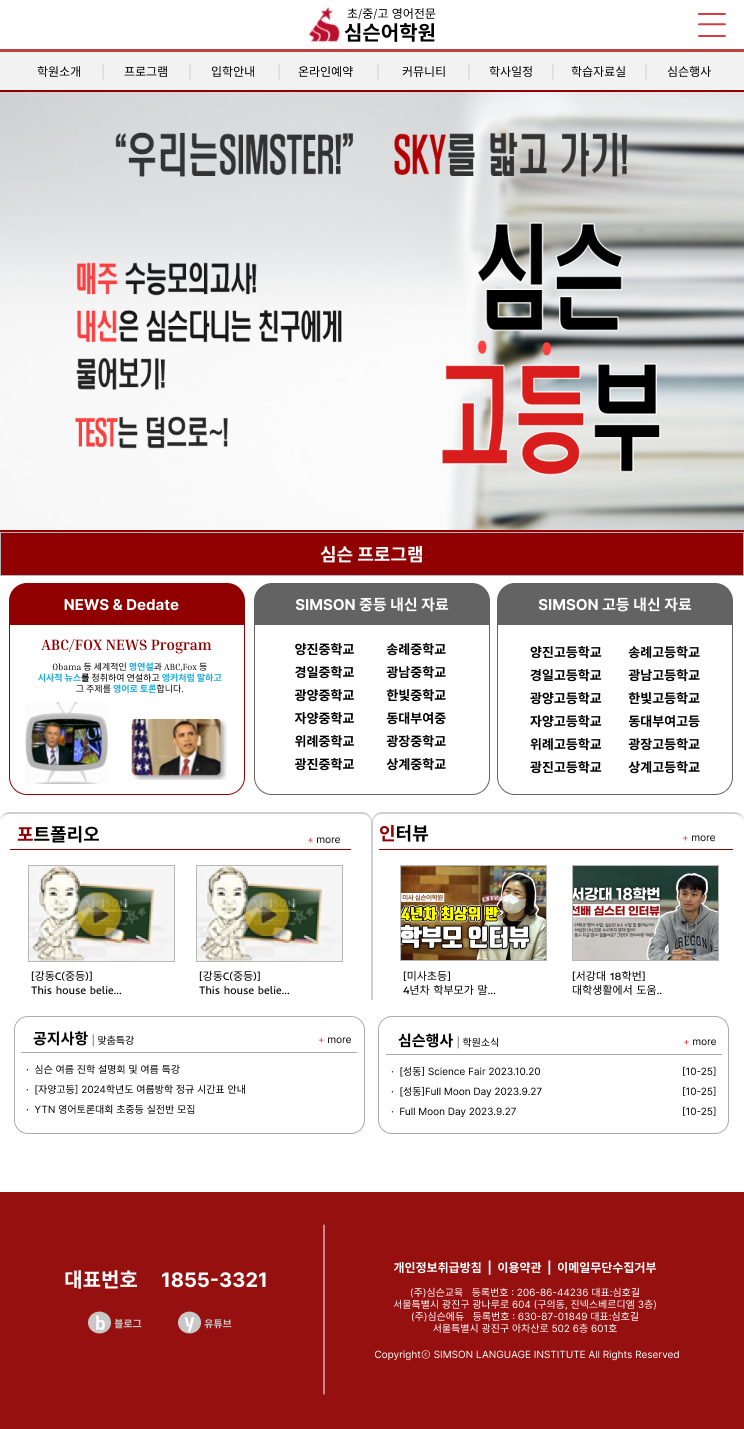 초/중/고 영어전문
심슨어학원
학원소개 프로그램 입학안내 온라인예약 커뮤니티 학사일정 학습자료실 심슨행사
“우리는SIMSTER!” SKY를 밟고 가기!
매주 수능모의고사!
내신은 심슨다니는 친구에게
물어보기!
TEST는 덤으로~!
심슨
고등부
심슨 프로그램
NEWS & Dedate
ABC/FOX NEWS Program
Obama 등 세계적인 명연설과 ABC,Fox 등
시사적 뉴스를 청취하여 연설하고 앵커처럼 말하고
그 주제를 영어로 토론합니다.
SIMSON 중등 내신 자료
양진중학교 송례중학교
경일중학교 광남중학교
광양중학교 한빛중학교
자양중학교 동대부여중
위례중학교 광장중학교
광진중학교 상계중학교
SIMSON 고등 내신 자료
양진고등학교 송례고등학교
경일고등학교 광남고등학교
광양고등학교 한빛고등학교
자양고등학교 동대부여고등
위례고등학교 광장고등학교
광진고등학교 상계고등학교
포트폴리오 + more
SIMSON SIMSON
[강동C(중등)] [강동C(중등)]
This house belie... This house belie...
인터뷰 + more
미사 심슨어학원
4년차 최상위 반
학부모 인터뷰
서강대 18학번
선배 심스터 인터뷰
OREGON
[미사초등] [서강대 18학번]
4년차 학부모가 말... 대학생활에서 도움..
공지사항 | 맞춤특강 + more
· 심슨 여름 진학 설명회 및 여름 특강
· [자양고등] 2024학년도 여름방학 정규 시간표 안내
· YTN 영어토론대회 초중등 실전반 모집
심슨행사 | 학원소식 + more
· [성동] Science Fair 2023.10.20 [10-25]
· [성동]Full Moon Day 2023.9.27 [10-25]
· Full Moon Day 2023.9.27 [10-25]
대표번호 1855-3321
b 블로그 y 유튜브
개인정보취급방침 | 이용약관 | 이메일무단수집거부
(주)심슨교육 등록번호 : 206-86-44236 대표:심호길
서울특별시 광진구 광나루로 604 (구의동, 진넥스베르디엠 3층)
(주)심슨에듀 등록번호 : 630-87-01849 대표:심호길
서울특별시 광진구 아차산로 502 6층 601호
Copyrightⓒ SIMSON LANGUAGE INSTITUTE All Rights Reserved